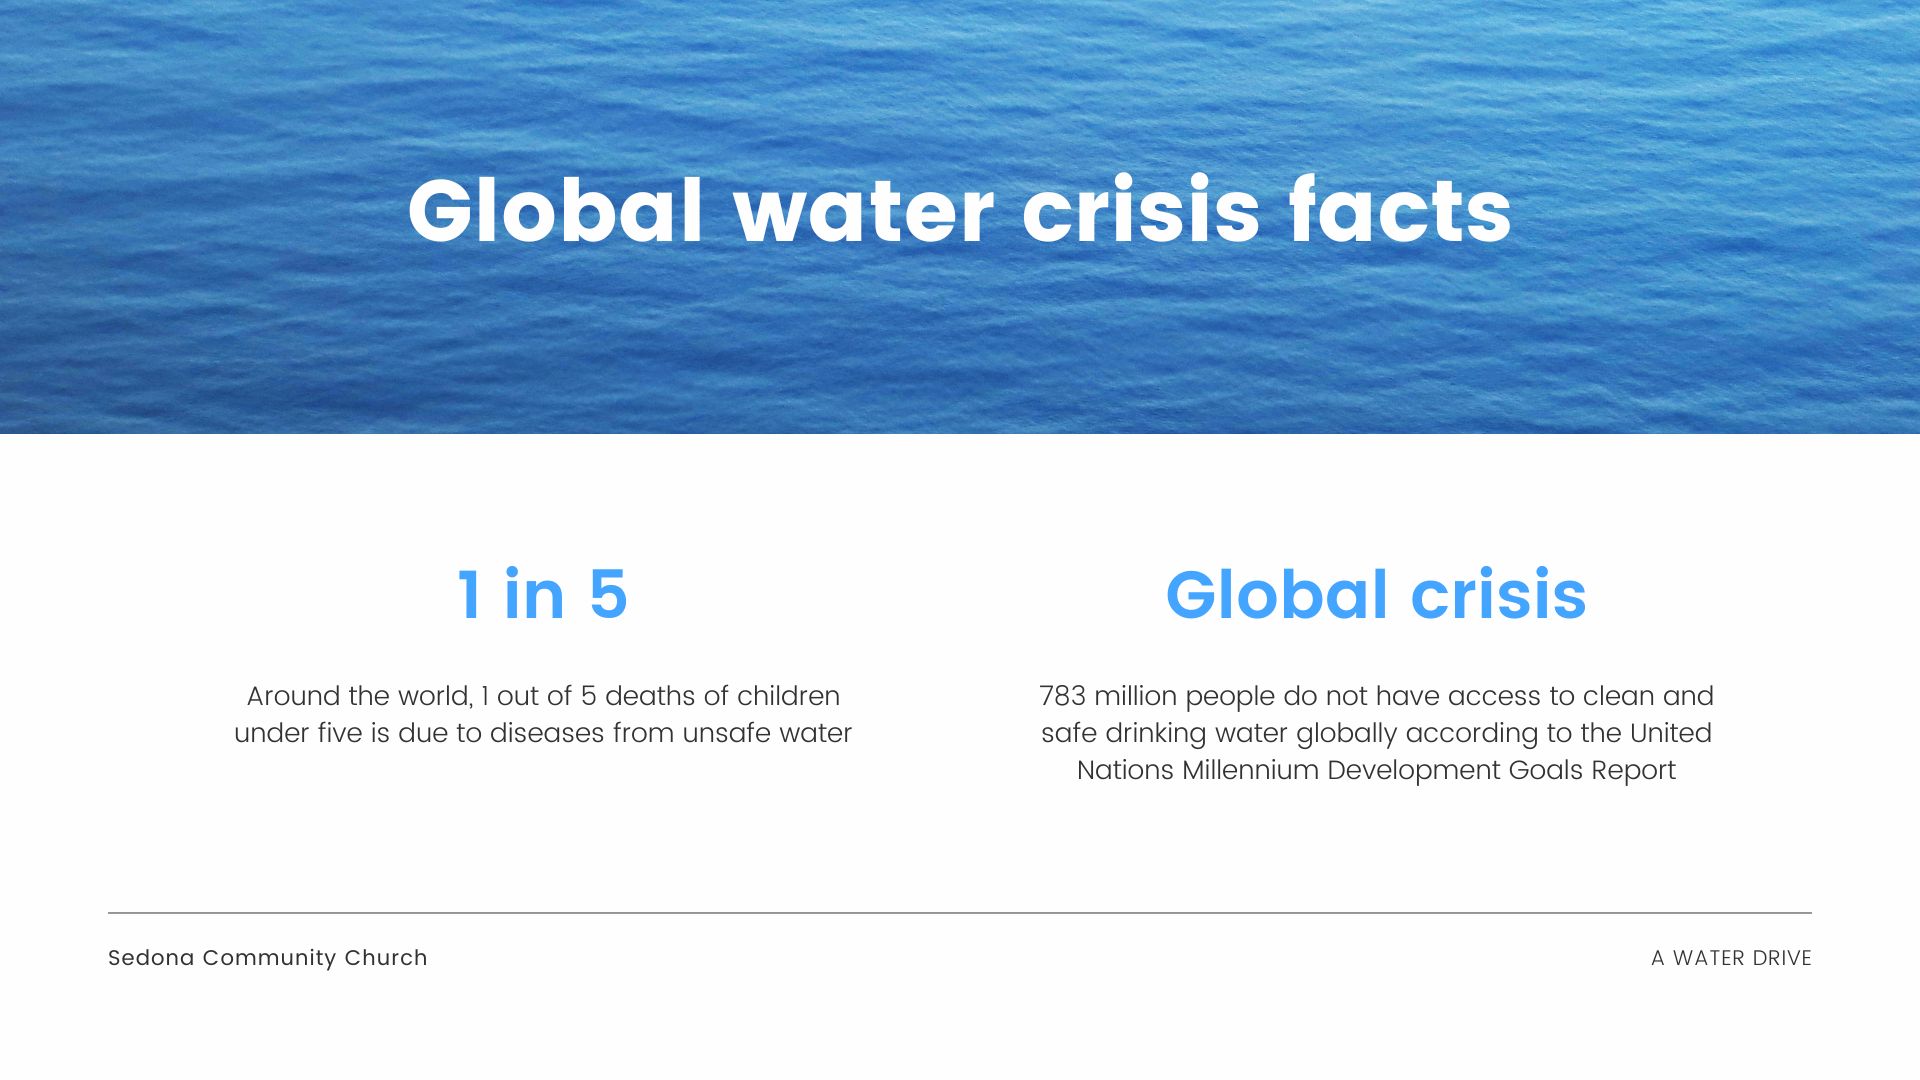 Global water crisis facts
1 in 5
Around the world, 1 out of 5 deaths of children
under five is due to diseases from unsafe water
Global crisis
783 million people do not have access to clean and
safe drinking water globally according to the United
Nations Millennium Development Goals Report
Sedona Community Church
A WATER DRIVE